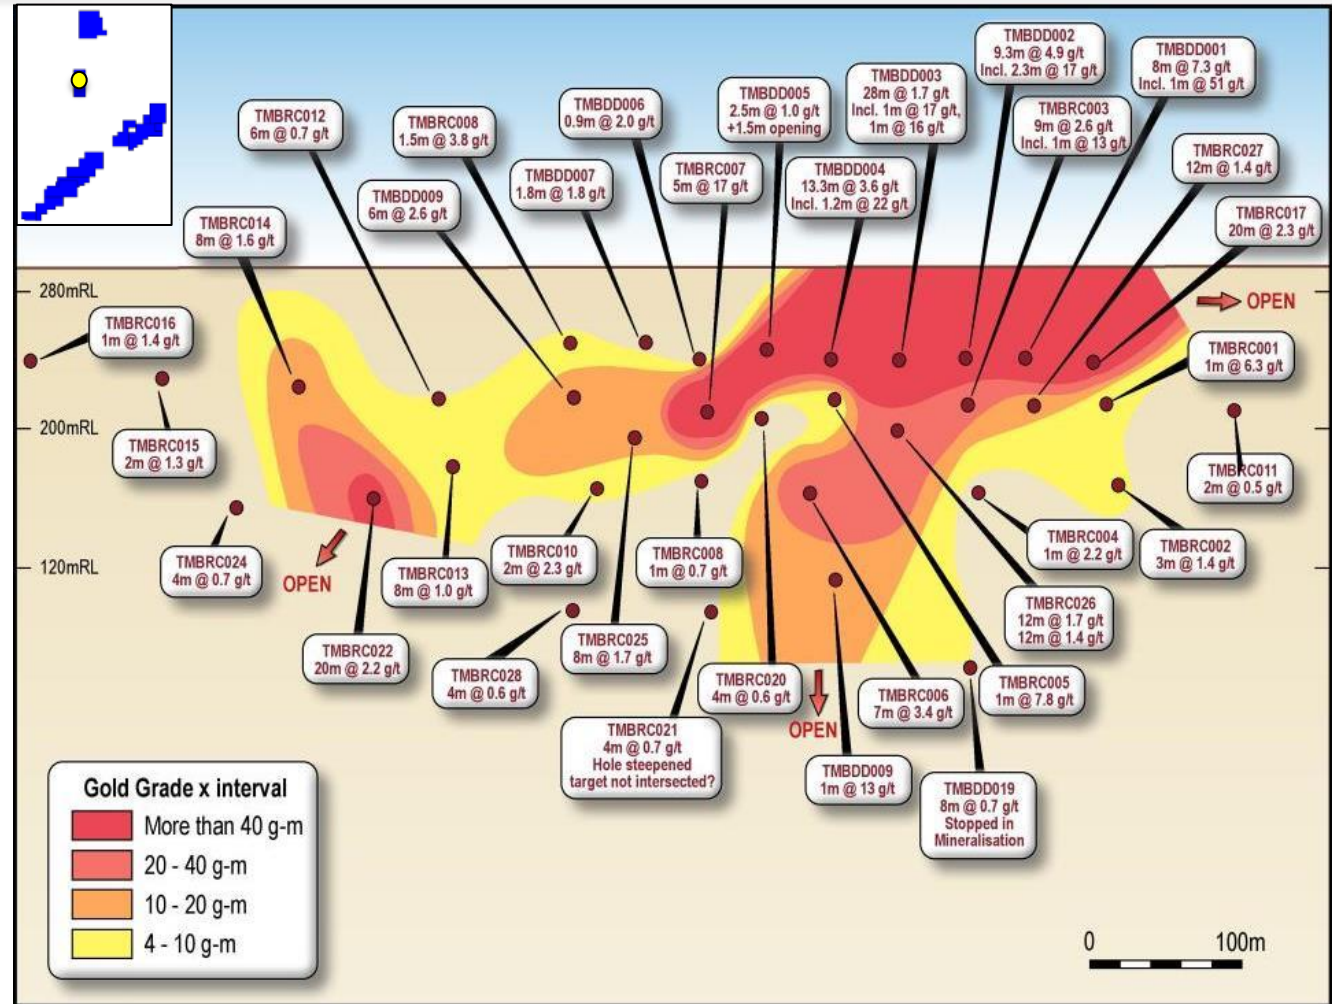 TMBDD002
9.3m @ 4.9 g/t
Incl. 2.3m @ 17 g/t
TMBDD001
8m @ 7.3 g/t
Incl. 1m @ 51 g/t
TMBDD003
28m @ 1.7 g/t
Incl. 1m @ 17 g/t,
1m @ 16 g/t
TMBDD005
2.5m @ 1.0 g/t
+1.5m opening
TMBDD006
0.9m @ 2.0 g/t
TMBRC012
6m @ 0.7 g/t
TMBRC008
1.5m @ 3.8 g/t
TMBRC003
9m @ 2.6 g/t
Incl. 1m @ 13 g/t
TMBRC027
12m @ 1.4 g/t
TMBDD007
1.8m @ 1.8 g/t
TMBRC007
5m @ 17 g/t
TMBDD004
13.3m @ 3.6 g/t
Incl. 1.2m @ 22 g/t
TMBDD009
6m @ 2.6 g/t
TMBRC014
8m @ 1.6 g/t
TMBRC017
20m @ 2.3 g/t
280mRL
OPEN
TMBRC016
1m @ 1.4 g/t
TMBRC001
1m @ 6.3 g/t
200mRL
TMBRC015
2m @ 1.3 g/t
TMBRC011
2m @ 0.5 g/t
120mRL
TMBRC024
4m @ 0.7 g/t
OPEN
TMBRC013
8m @ 1.0 g/t
TMBRC010
2m @ 2.3 g/t
TMBRC008
1m @ 0.7 g/t
TMBRC004
1m @ 2.2 g/t
TMBRC002
3m @ 1.4 g/t
TMBRC026
12m @ 1.7 g/t
12m @ 1.4 g/t
TMBRC022
20m @ 2.2 g/t
TMBRC028
4m @ 0.6 g/t
TMBRC025
8m @ 1.7 g/t
TMBRC020
4m @ 0.6 g/t
TMBRC006
7m @ 3.4 g/t
TMBRC005
1m @ 7.8 g/t
OPEN
TMBRC021
4m @ 0.7 g/t
Hole steepened
target not intersected?
TMBDD009
1m @ 13 g/t
TMBDD019
8m @ 0.7 g/t
Stopped in
Mineralisation
Gold Grade x interval
More than 40 g-m
20 - 40 g-m
10 - 20 g-m
4 - 10 g-m
0 100m